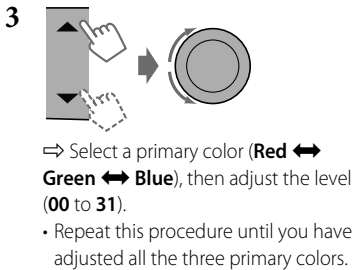 3
⇨ Select a primary color (Red ⬌
Green ⬌ Blue), then adjust the level
(00 to 31).
• Repeat this procedure until you have
adjusted all the three primary colors.